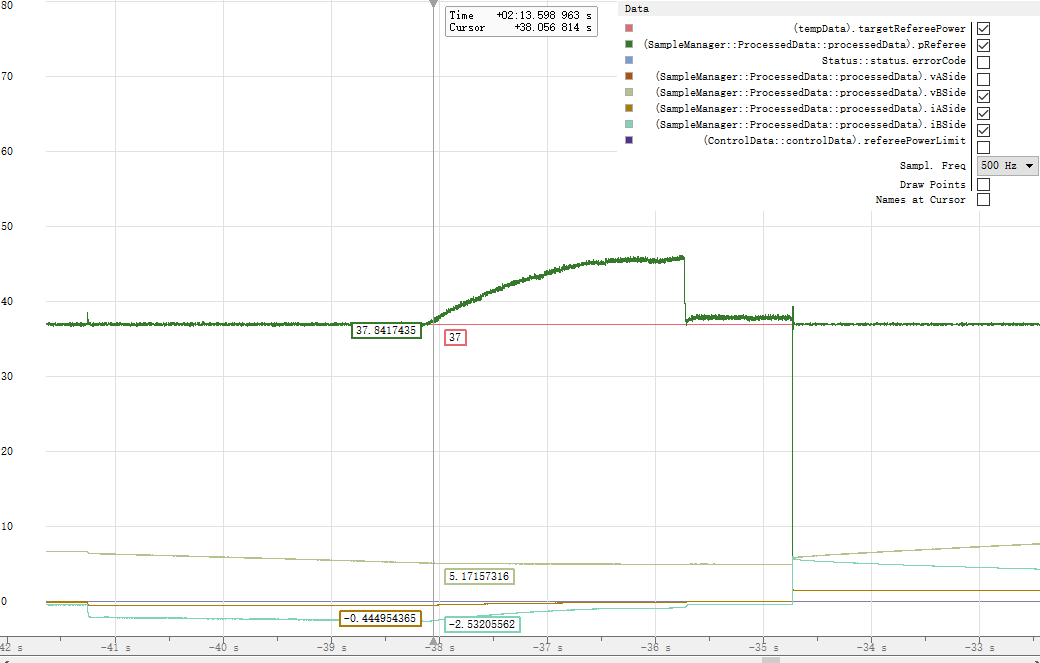 80
70
60
50
40
30
20
10
0
Time +02:13.598 963 s
Cursor +38.056 814 s
Data
(tempData).targetRefereePower
(SampleManager::ProcessedData::processedData).pReferee
Status::status.errorCode
(SampleManager::ProcessedData::processedData).vASide
(SampleManager::ProcessedData::processedData).vBSide
(SampleManager::ProcessedData::processedData).iASide
(SampleManager::ProcessedData::processedData).iBSide
(ControlData::controlData).refereePowerLimit
Sampl. Freq 500 Hz
Draw Points
Names at Cursor
37.8417435
37
5.17157316
-0.444954365
-2.53205562
-42 s -41 s -40 s -39 s -38 s -37 s -36 s -35 s -34 s -33 s